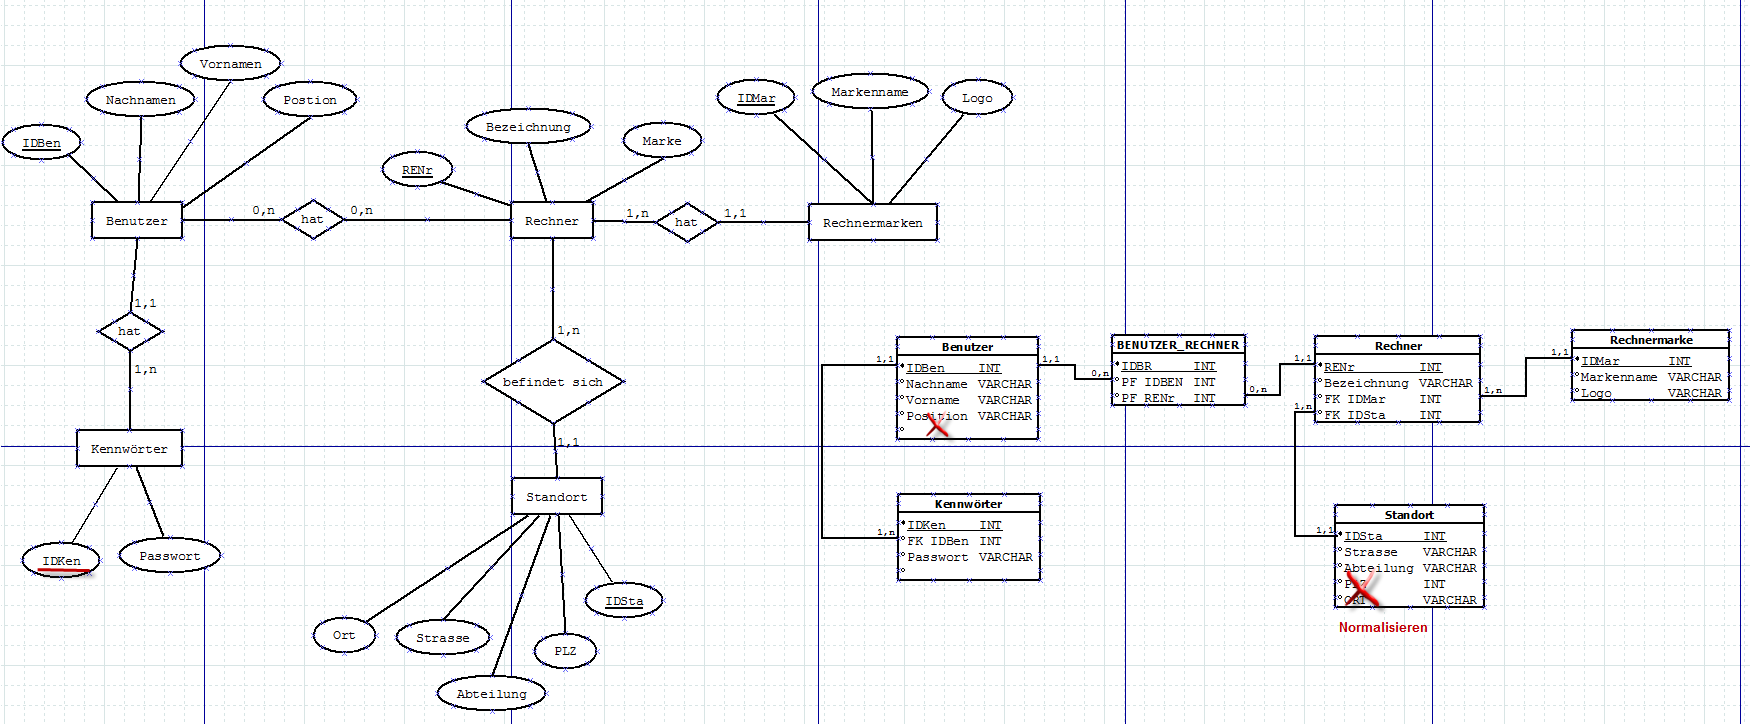 Vornamen
Nachnamen
Postion
IDBen
Benutzer
0,n
hat
0,n
Bezeichnung
Marke
RENr
Rechner
1,n
hat
1,1
IDMar
Markenname
Logo
Rechnermarken
1,1
hat
1,n
Kennwörter
IDKen
Passwort
1,n
befindet sich
1,1
Standort
Ort
Strasse
Abteilung
PLZ
IDSta
Benutzer
IDBen INT
Nachname VARCHAR
Vorname VARCHAR
Position VARCHAR
1,1
1,1
0,n
BENUTZER_RECHNER
IDBR INT
PF IDBEN INT
PF RENr INT
0,n
1,1
Rechner
RENr INT
Bezeichnung VARCHAR
FK IDMar INT
FK IDSta INT
1,n
1,n
1,1
Rechnermarke
IDMar INT
Markenname VARCHAR
Logo VARCHAR
Kennwörter
IDKen INT
FK IDBen INT
Passwort VARCHAR
1,n
1,1
Standort
IDSta INT
Strasse VARCHAR
Abteilung VARCHAR
PLZ INT
ORT VARCHAR
Normalisieren